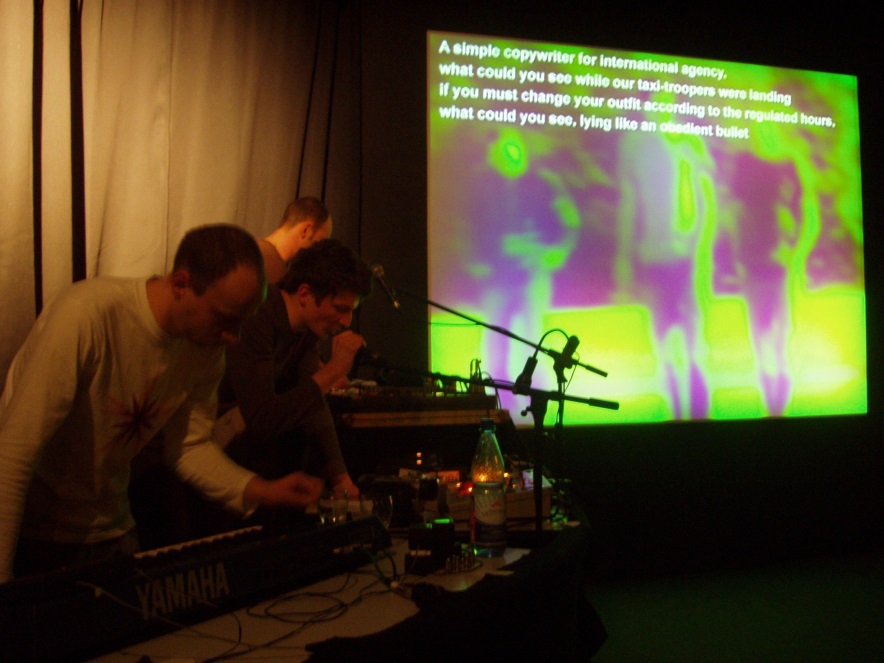 A simple copywriter for international agency,
what could you see while our taxi-troopers were landing
If you must change your outfit according to the regulated hours,
what could you see, lying like an obedient bullet
YAMAHA